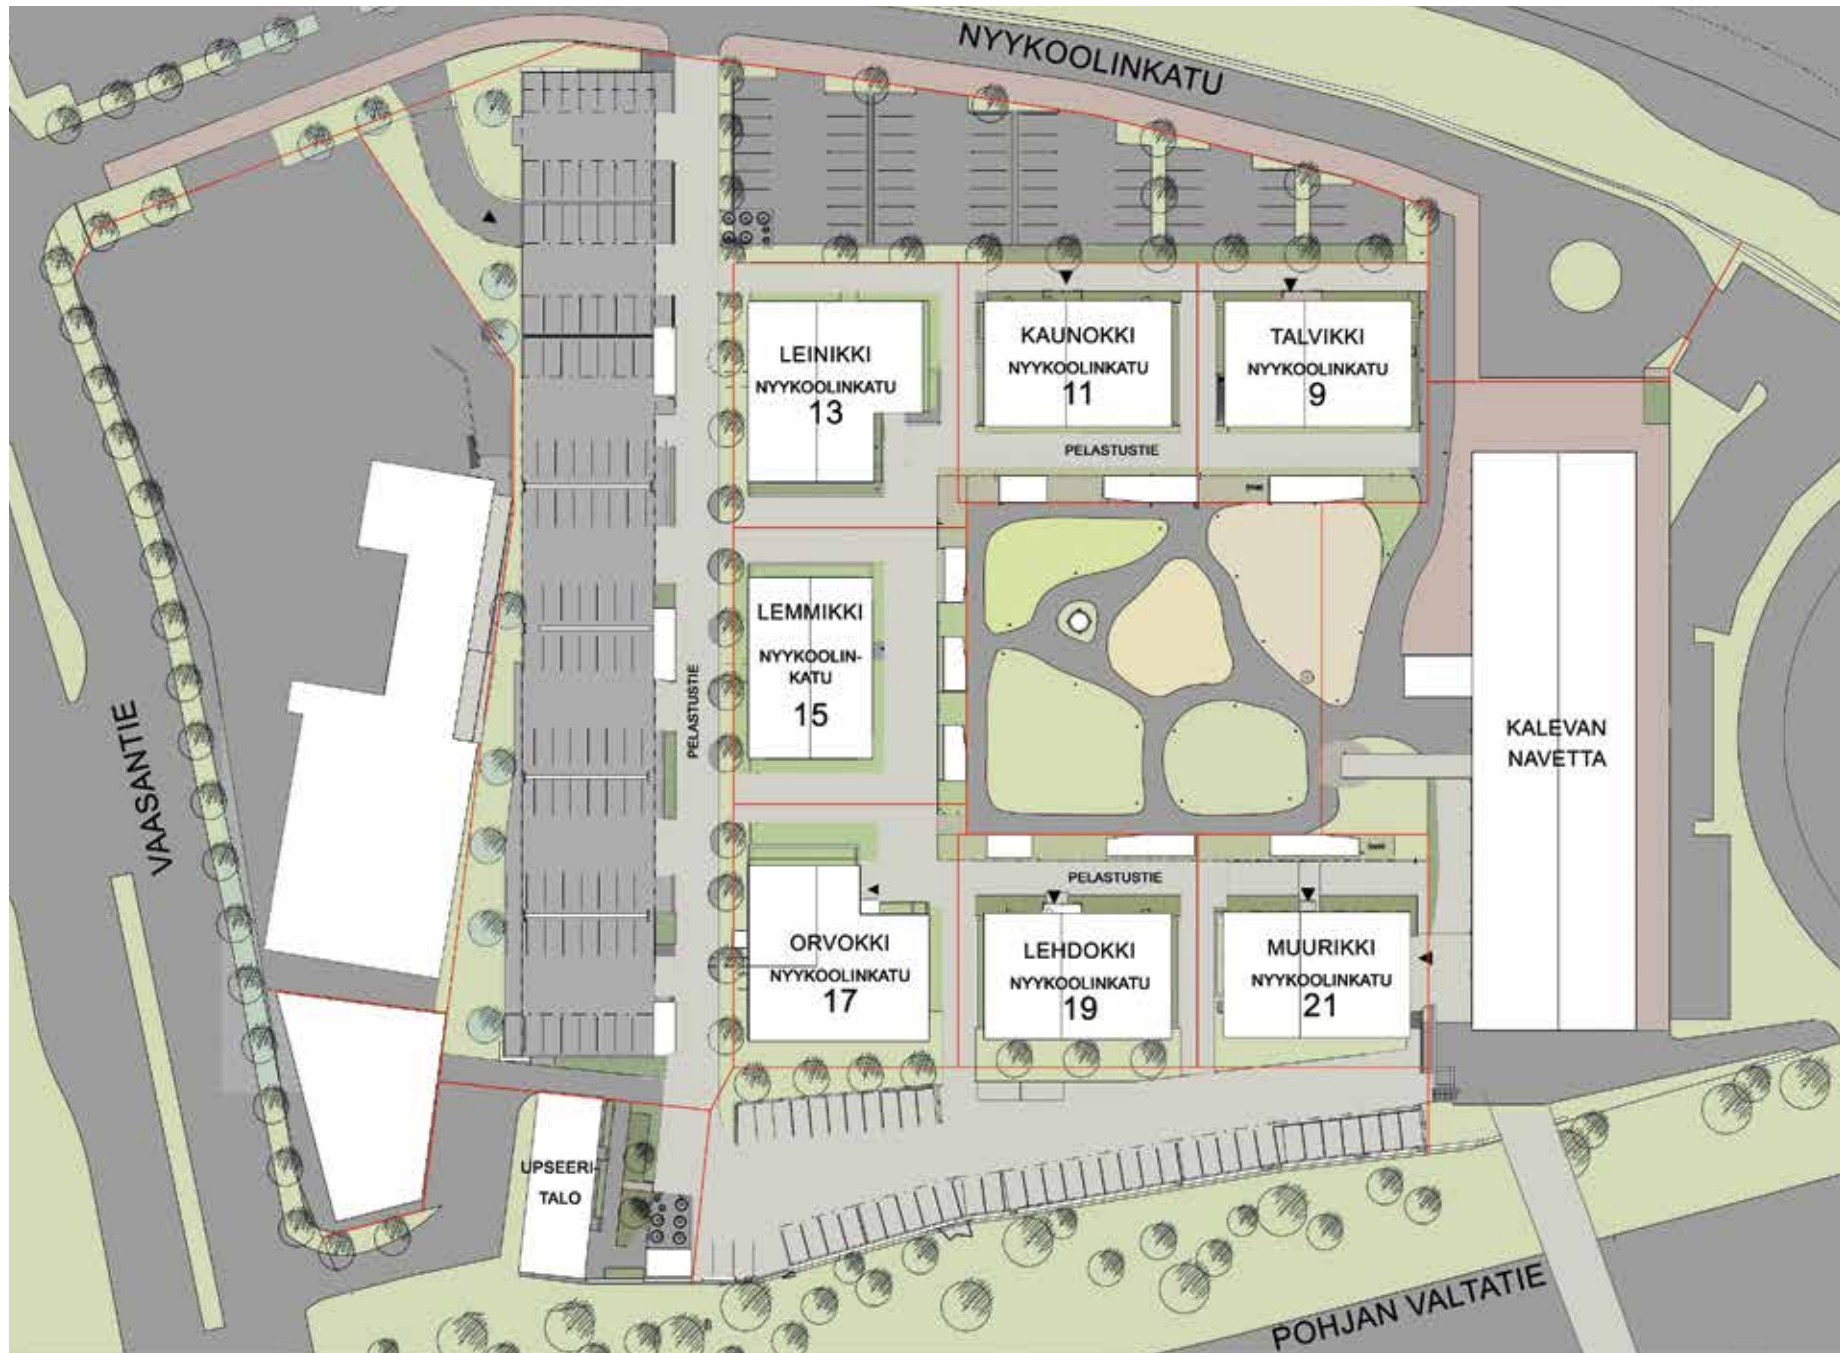 NYYKOOLINKATU
LEINIKKI
NYYKOOLINKATU
13
KAUNOKKI
NYYKOOLINKATU
11
TALVIKKI
NYYKOOLINKATU
9
PELASTUSTIE
LEMMIKKI
NYYKOOLIN-
KATU
15
PELASTUSTIE
VAASANTIE
KALEVAN
NAVETTA
PELASTUSTIE
ORVOKKI
NYYKOOLINKATU
17
LEHDOKKI
NYYKOOLINKATU
19
MUURIKKI
NYYKOOLINKATU
21
UPSEERI-
TALO
POHJAN VALTATIE